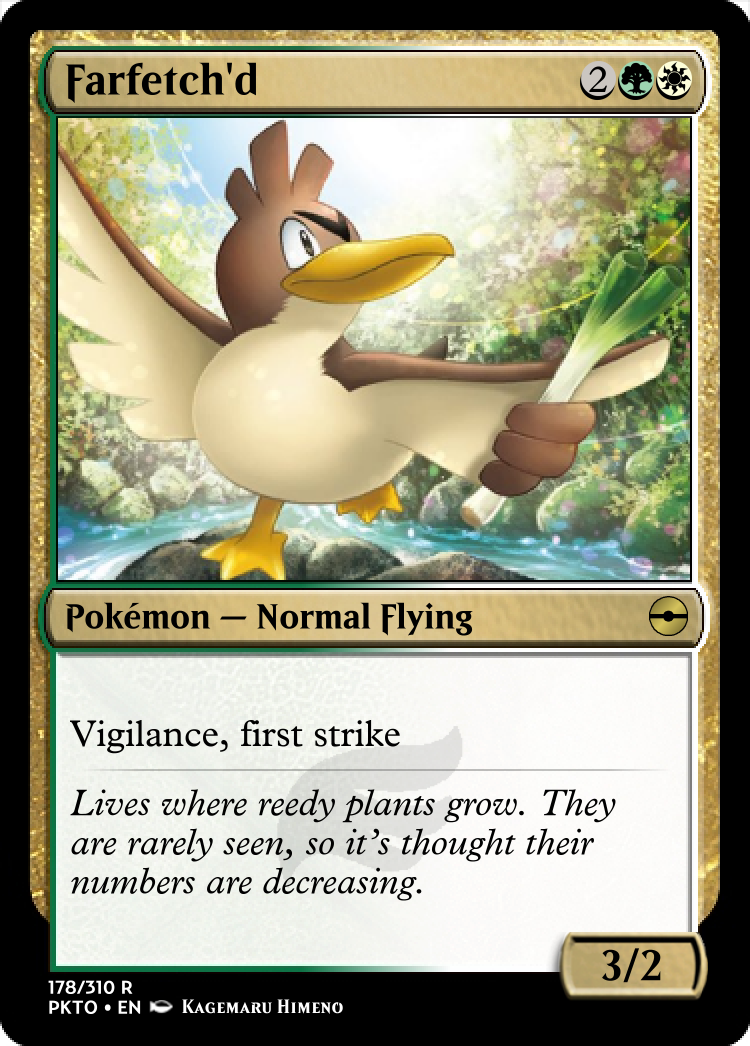 Farfetch'd 2
Pokémon — Normal Flying
Vigilance, first strike
Lives where reedy plants grow. They
are rarely seen, so it's thought their
numbers are decreasing.
3/2
178/310 R
PKTO • EN Kagemaru Himeno